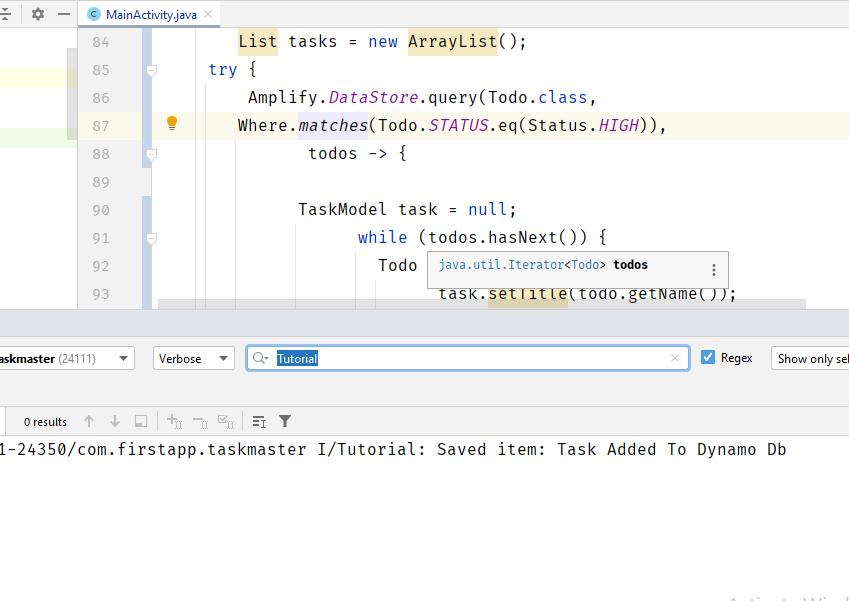 MainActivity.java
84 List tasks = new ArrayList();
85 try {
86 Amplify.DataStore.query(Todo.class,
87 Where.matches(Todo.STATUS.eq(Status.HIGH)),
88 todos -> {
89
90 TaskModel task = null;
91 while (todos.hasNext()) {
92 Todo
java.util.Iterator<Todo> todos
93 task.setTitle(todo.getName());
askmaster (24111) Verbose Tutorial Regex Show only sel
0 results
1-24350/com.firstapp.taskmaster I/Tutorial: Saved item: Task Added To Dynamo Db